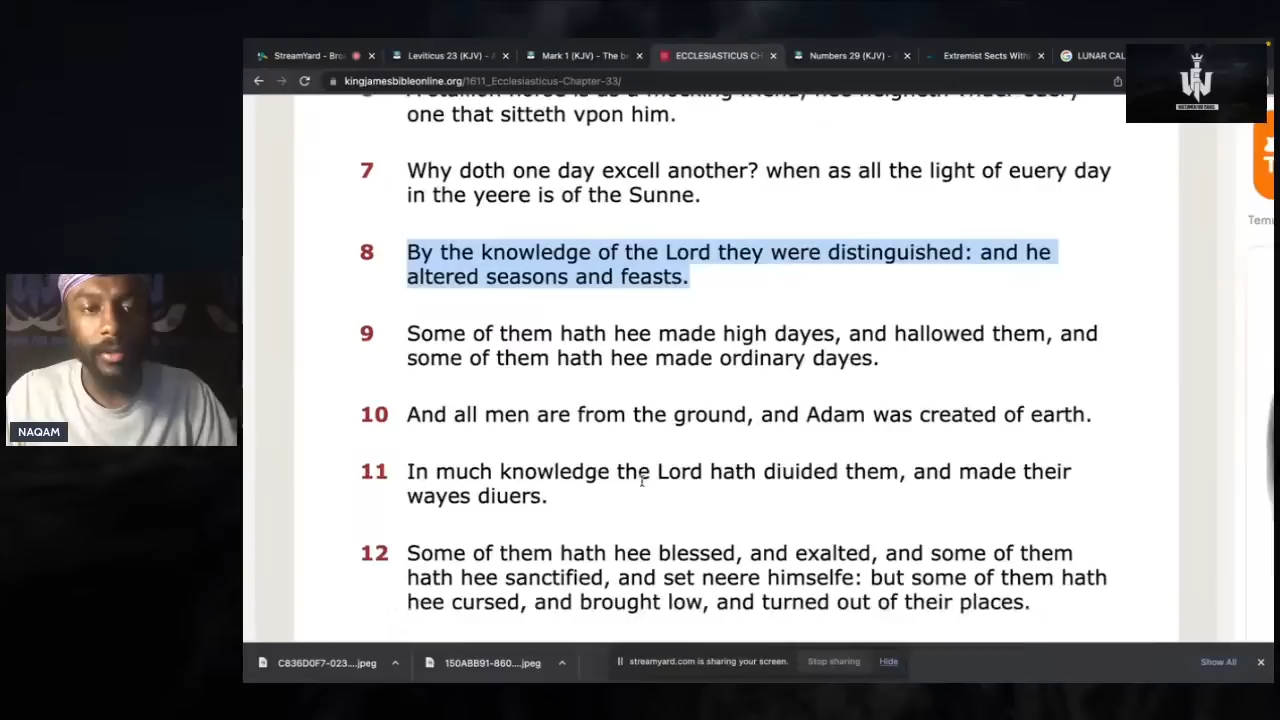 StreamYard - Bro
Leviticus 23 (KJV) -
Mark 1 (KJV) - The b
ECCLESIASTICUS CH
Numbers 29 (KJV) -
Extremist Sects With
LUNAR CAL
kingjamesbibleonline.org/1611_Ecclesiasticus-Chapter-33/
one that sitteth vpon him.
7 Why doth one day excell another? when as all the light of euery day
in the yeere is of the Sunne.
8 By the knowledge of the Lord they were distinguished: and he
altered seasons and feasts.
9 Some of them hath hee made high dayes, and hallowed them, and
some of them hath hee made ordinary dayes.
10 And all men are from the ground, and Adam was created of earth.
11 In much knowledge the Lord hath diuided them, and made their
wayes diuers.
12 Some of them hath hee blessed, and exalted, and some of them
hath hee sanctified, and set neere himselfe: but some of them hath
hee cursed, and brought low, and turned out of their places.
Tem
NAQAM
C836D0F7-023....jpeg
150ABB91-860....jpeg
streamyard.com is sharing your screen.
Stop sharing
Hide
Show All